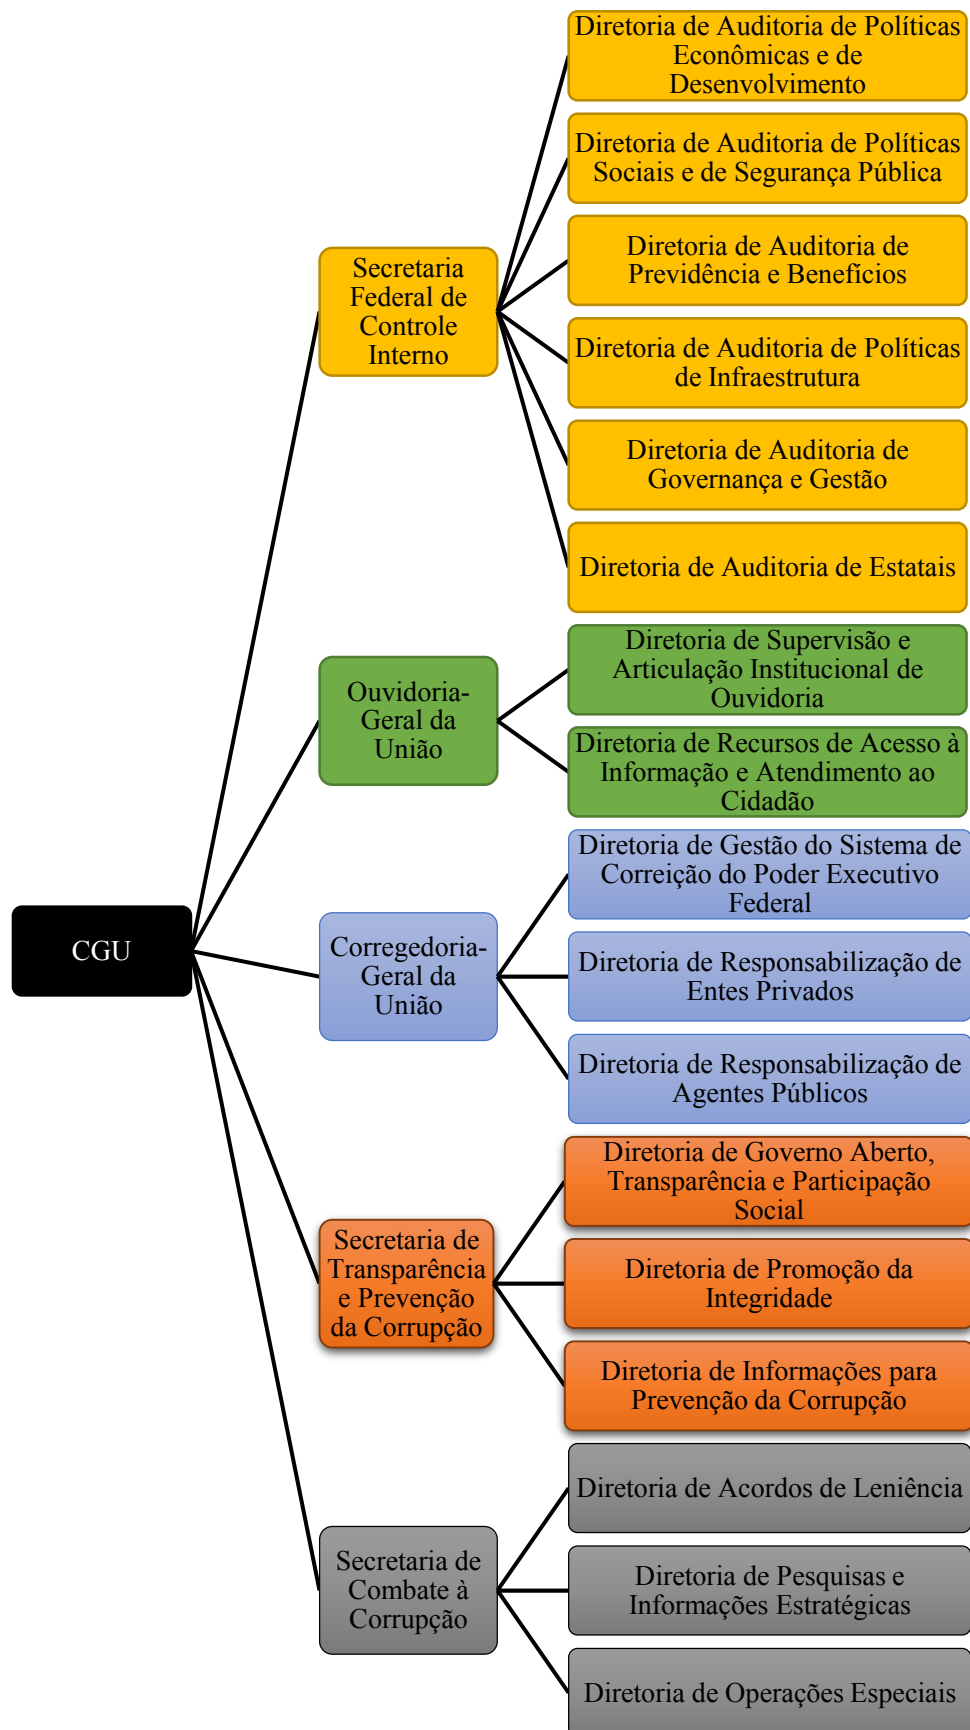 CGU
Secretaria
Federal de
Controle
Interno
Diretoria de Auditoria de Políticas
Econômicas e de
Desenvolvimento
Diretoria de Auditoria de Políticas
Sociais e de Segurança Pública
Diretoria de Auditoria de
Previdência e Benefícios
Diretoria de Auditoria de Políticas
de Infraestrutura
Diretoria de Auditoria de
Governança e Gestão
Diretoria de Auditoria de Estatais
Ouvidoria-
Geral da
União
Diretoria de Supervisão e
Articulação Institucional de
Ouvidoria
Diretoria de Recursos de Acesso à
Informação e Atendimento ao
Cidadão
Corregedoria-
Geral da
União
Diretoria de Gestão do Sistema de
Correição do Poder Executivo
Federal
Diretoria de Responsabilização de
Entes Privados
Diretoria de Responsabilização de
Agentes Públicos
Secretaria de
Transparência
e Prevenção
da Corrupção
Diretoria de Governo Aberto,
Transparência e Participação
Social
Diretoria de Promoção da
Integridade
Diretoria de Informações para
Prevenção da Corrupção
Secretaria de
Combate à
Corrupção
Diretoria de Acordos de Leniência
Diretoria de Pesquisas e
Informações Estratégicas
Diretoria de Operações Especiais